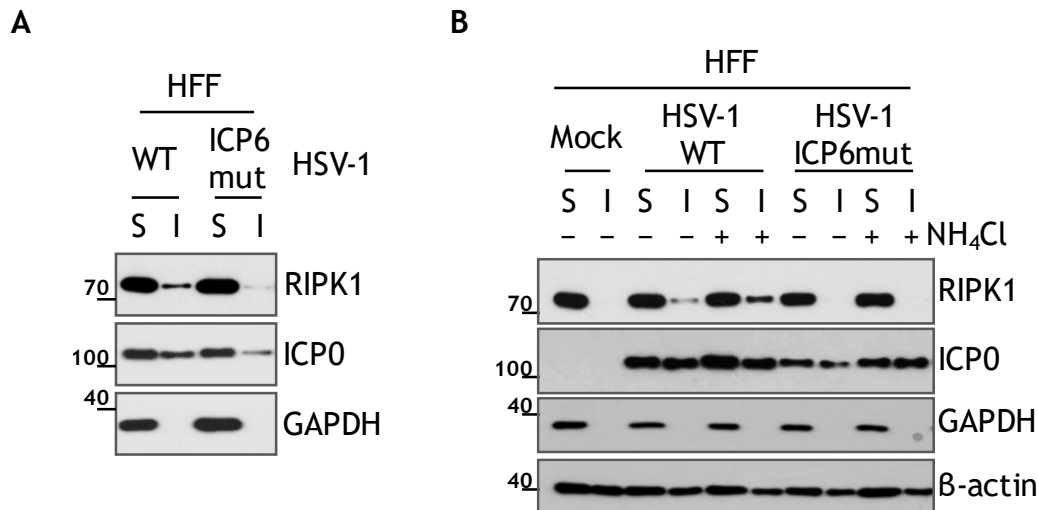 A
HFF
WT ICP6 mut HSV-1
S I S I
70 RIPK1
100 ICP0
40 GAPDH
B
HFF
Mock HSV-1 WT HSV-1 ICP6mut
S I S I S I S I S I
– – – – + + – – + + NH₄Cl
70 RIPK1
100 ICP0
40 GAPDH
40 ß-actin